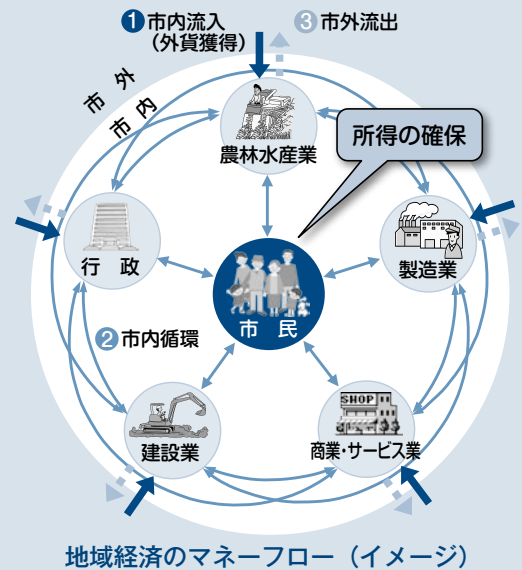 ❶市内流入
(外貨獲得)
❸市外流出
市外
市内
農林水産業
所得の確保
行政
製造業
市民
❷市内循環
建設業
SHOP
商業・サービス業
地域経済のマネーフロー(イメージ)